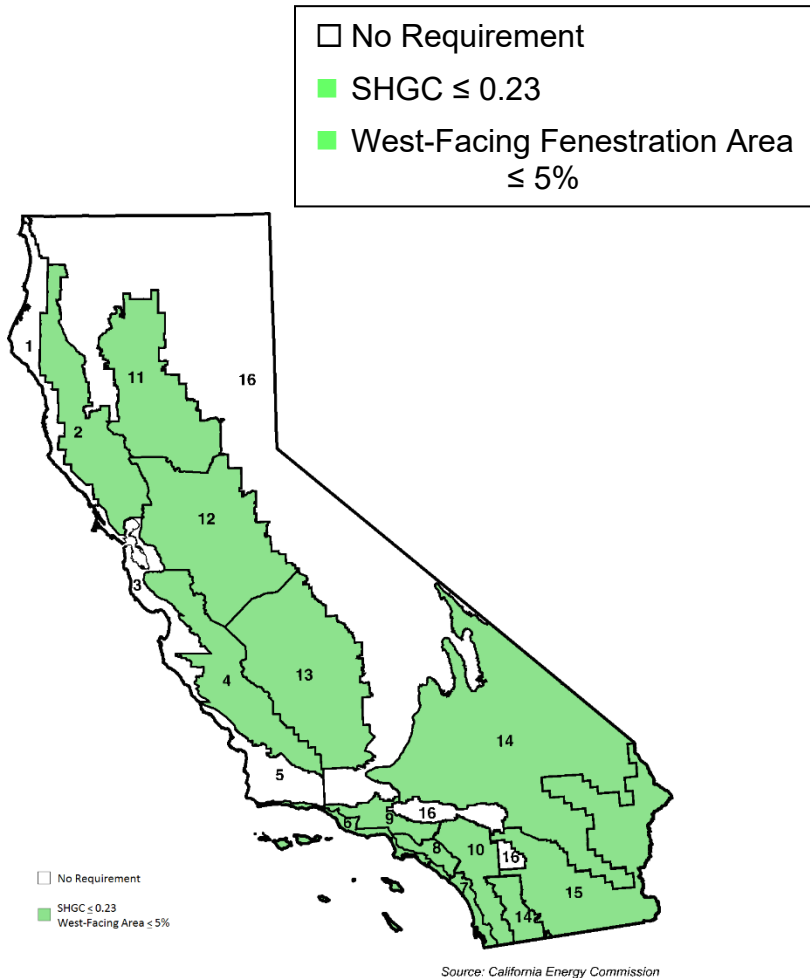 No Requirement
SHGC ≤ 0.23
West-Facing Fenestration Area
≤ 5%
1
11
16
2
12
3
13
4
14
5
16
6
9
8
10
16
7
15
14
No Requirement
SHGC ≤ 0.23
West-Facing Area ≤ 5%
Source: California Energy Commission